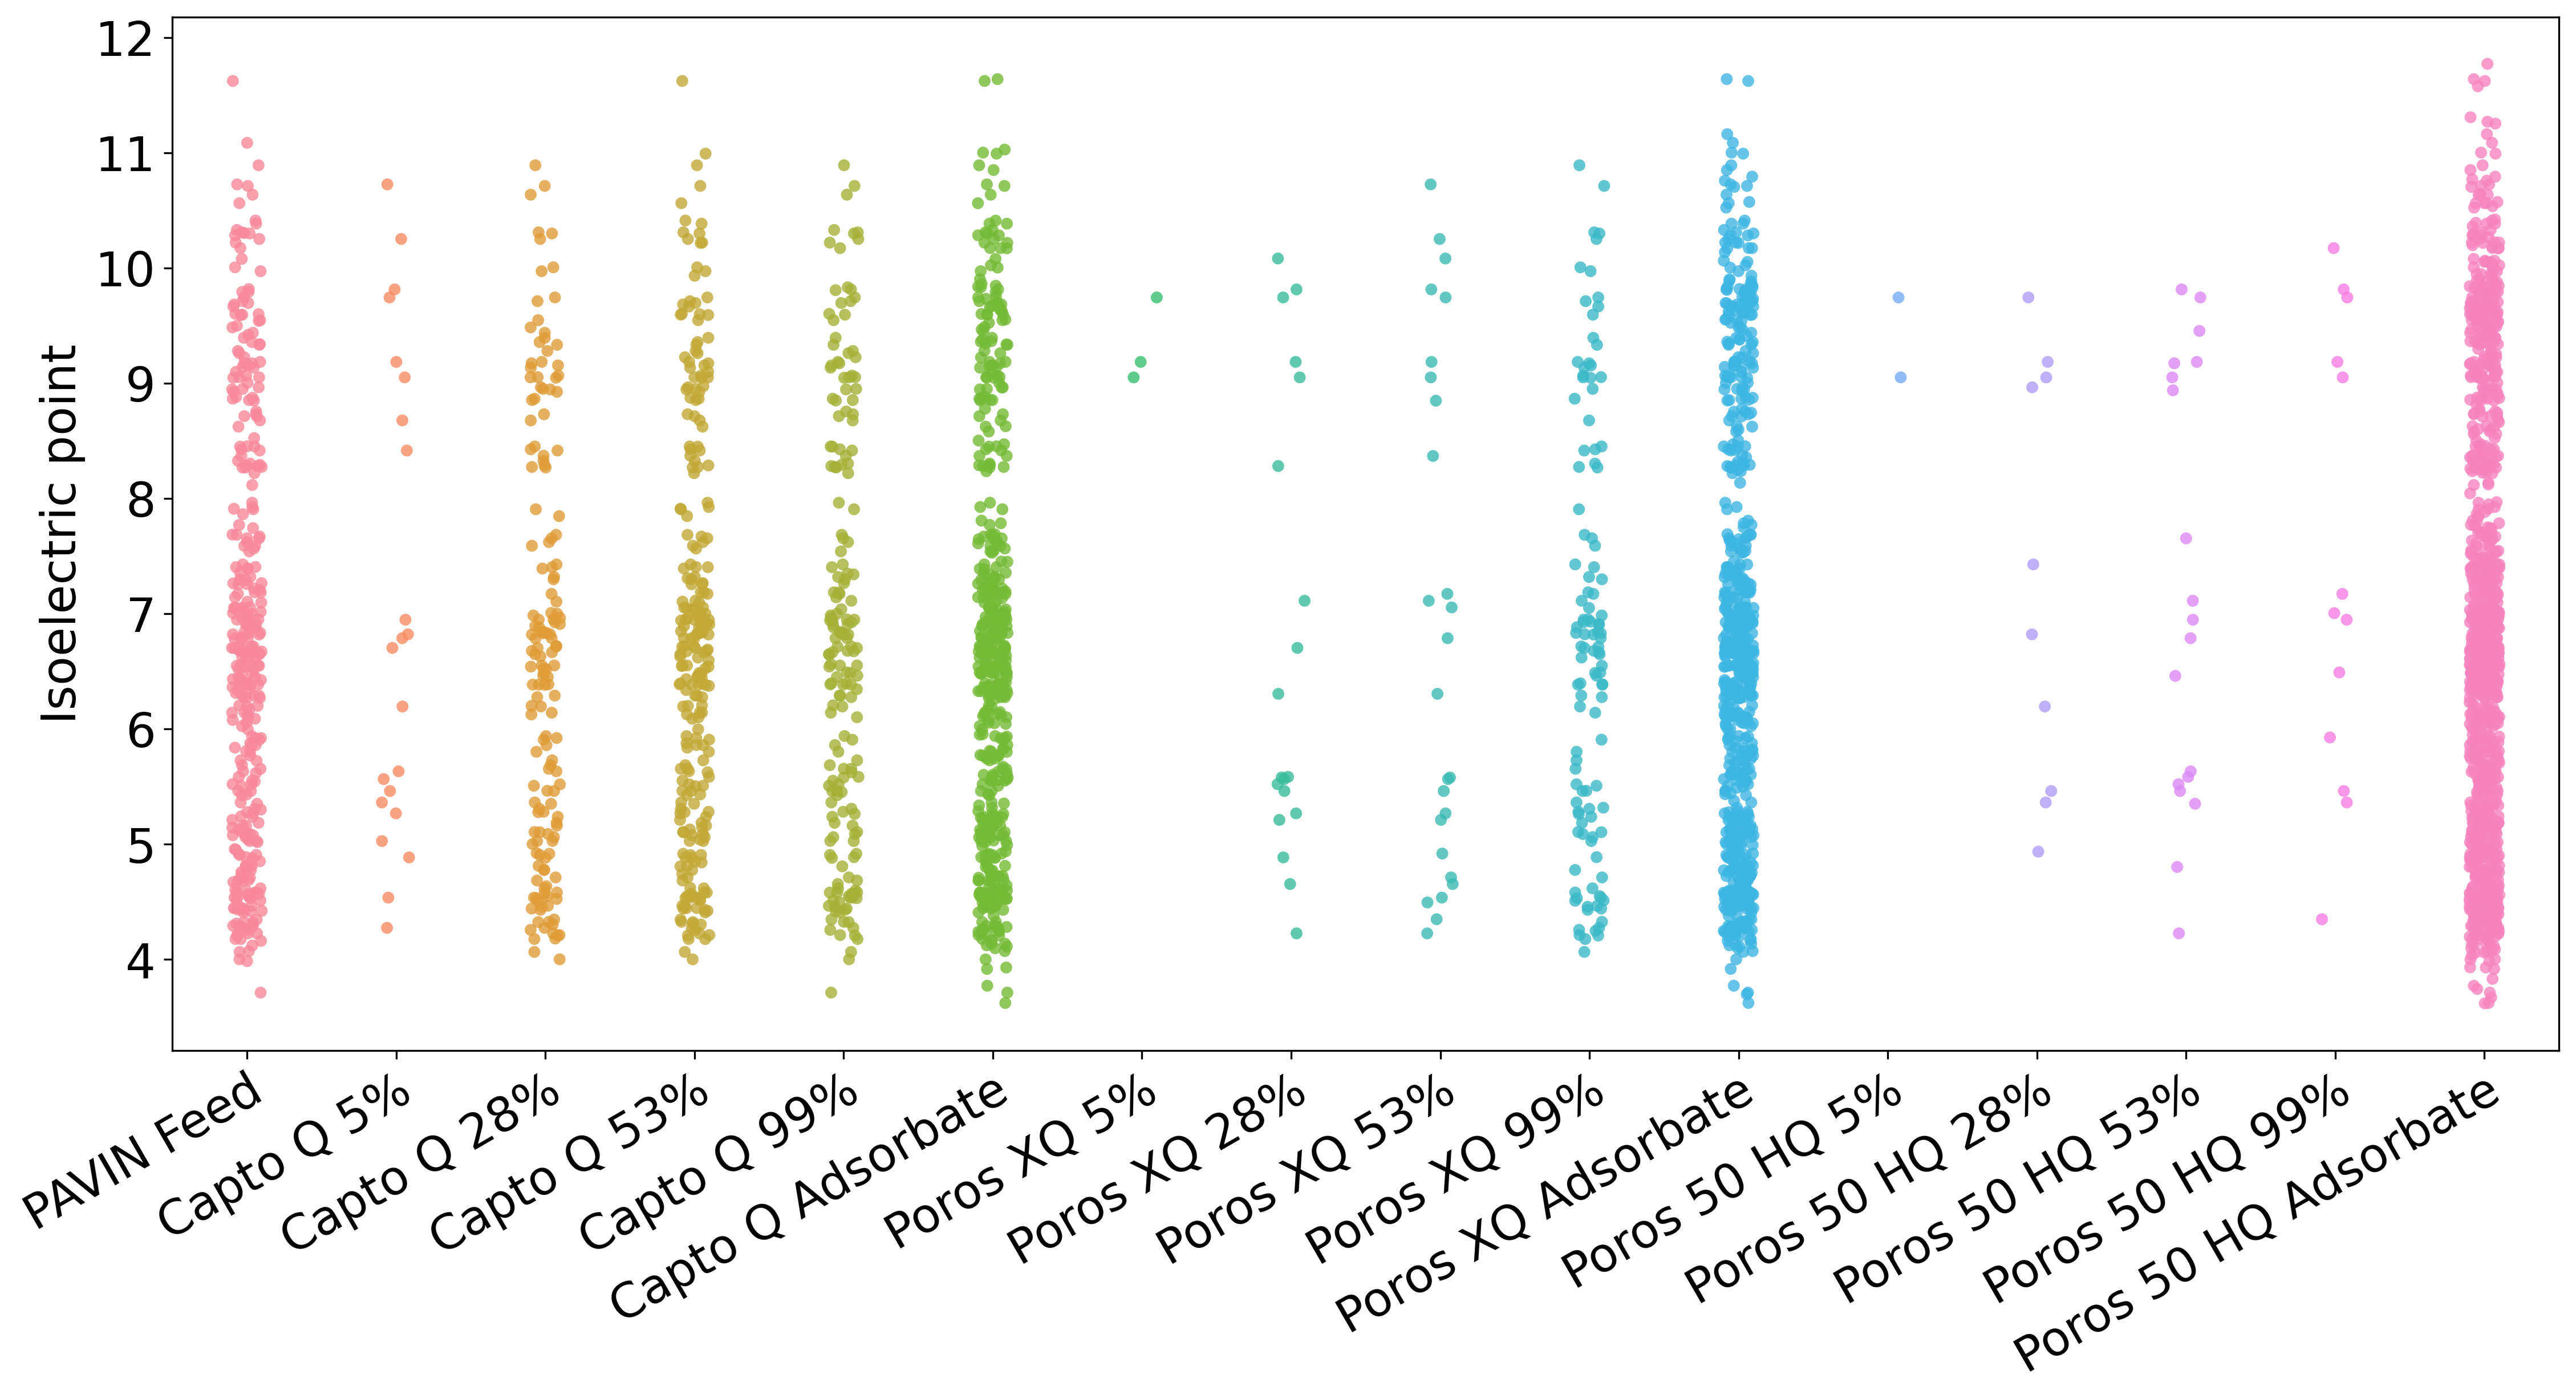 Isoelectric point
12
11
10
9
8
7
6
5
4
PAVIN Feed
Capto Q 5%
Capto Q 28%
Capto Q 53%
Capto Q 99%
Capto Q Adsorbate
Poros XQ 5%
Poros XQ 28%
Poros XQ 53%
Poros XQ 99%
Poros XQ Adsorbate
Poros 50 HQ 5%
Poros 50 HQ 28%
Poros 50 HQ 53%
Poros 50 HQ 99%
Poros 50 HQ Adsorbate